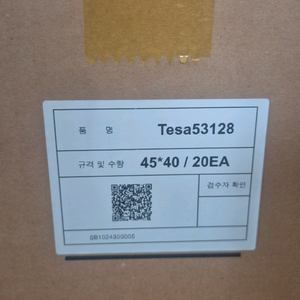 품 명 Tesa53128
규격 및 수량 45*40 / 20EA
검수자 확인
SB1024300008